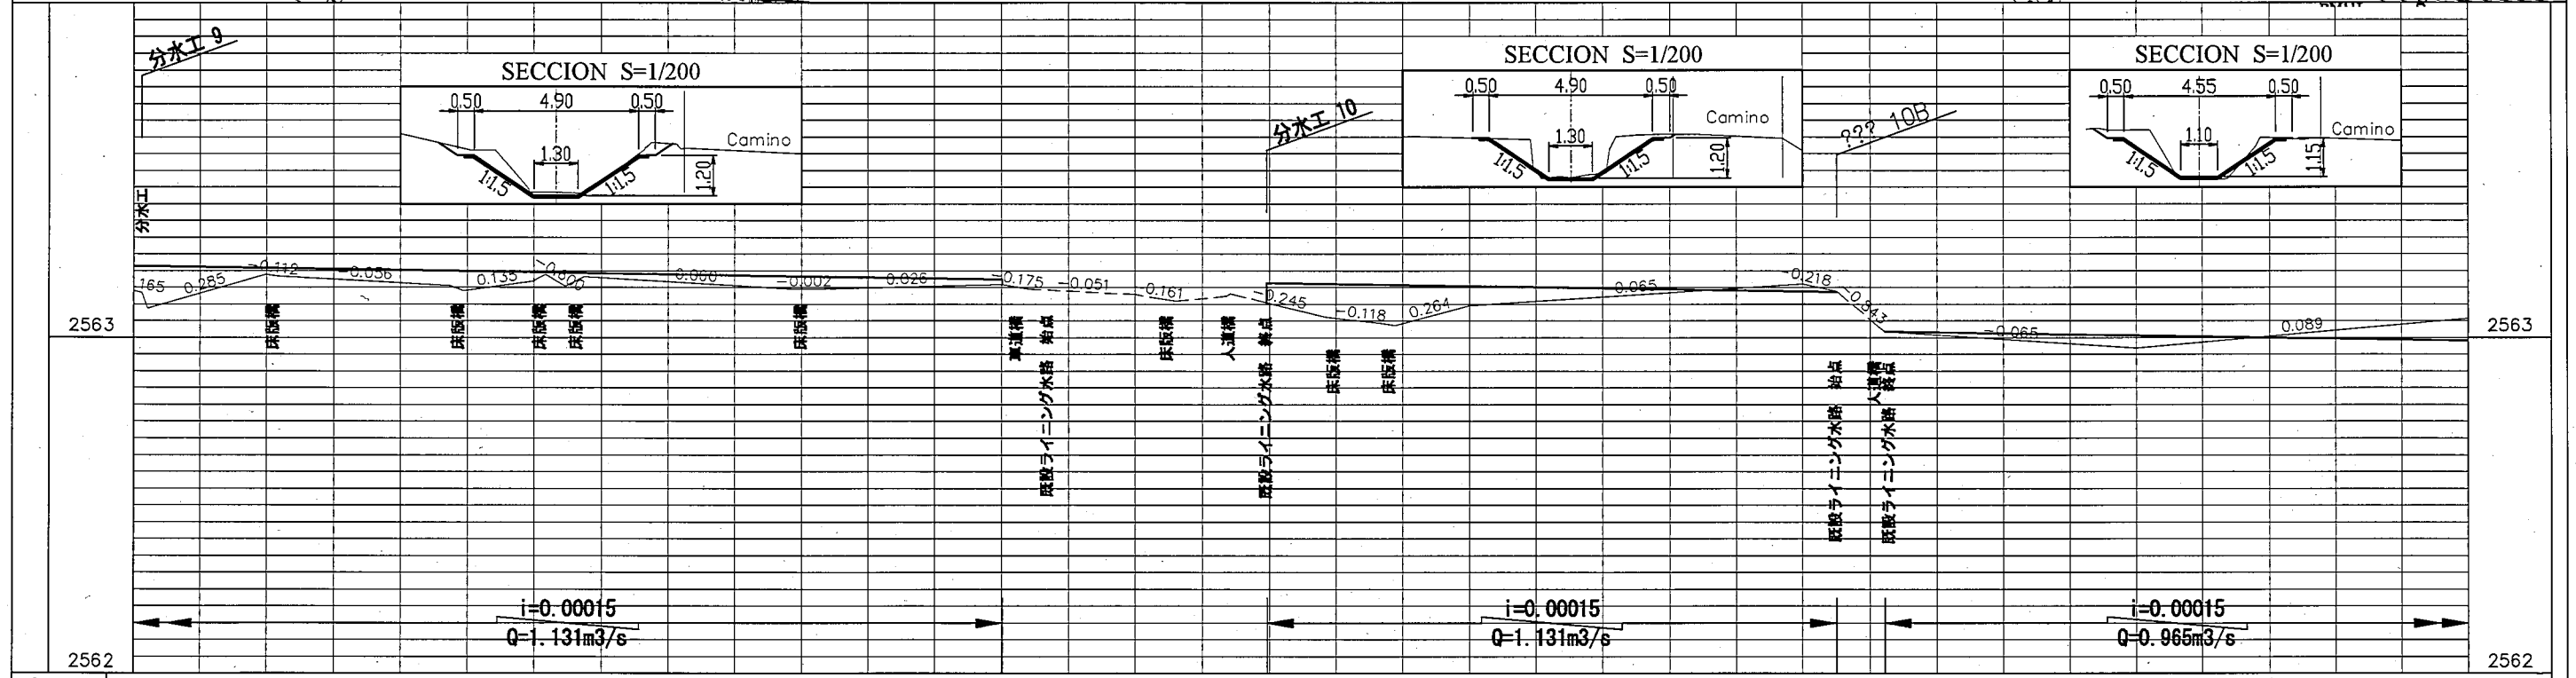 分水工 9
SECCION S=1/200
0.50 4.90 0.50
Camino
1.30
1:1.5
1:1.5
1.20
分水工
分水工 10
SECCION S=1/200
0.50 4.90 0.50
Camino
1.30
1:1.5
1:1.5
1.20
??? 10B
SECCION S=1/200
0.50 4.55 0.50
Camino
1.10
1:1.5
1:1.5
1.15
165 0.285 -0.112 -0.056 0.135 -0.600 0.000 -0.002 0.026 -0.175 -0.051 0.161 -0.245 -0.118 0.264 0.065 -0.218 -0.843 -0.065 0.089
2563
2563
床版橋
床版橋
床版橋
床版橋
床版橋
車道橋
既設ライニング水路 始点
床版橋
人道橋
既設ライニング水路 終点
床版橋
床版橋
既設ライニング水路 始点
人道橋
既設ライニング水路 終点
i=0.00015
Q=1.131m3/s
i=0.00015
Q=1.131m3/s
i=0.00015
Q=0.965m3/s
2562
2562